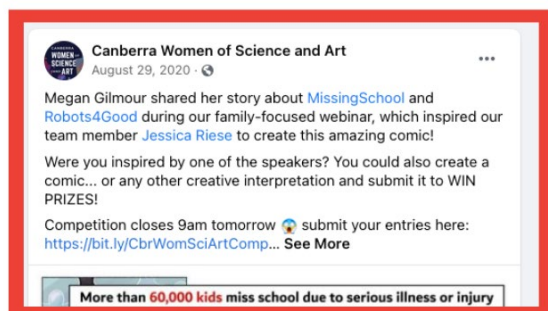 CANBERRA
WOMEN OF
SCIENCE
AND ART
Canberra Women of Science and Art
August 29, 2020 ·
Megan Gilmour shared her story about MissingSchool and
Robots4Good during our family-focused webinar, which inspired our
team member Jessica Riese to create this amazing comic!
Were you inspired by one of the speakers? You could also create a
comic... or any other creative interpretation and submit it to WIN
PRIZES!
Competition closes 9am tomorrow 😱 submit your entries here:
https://bit.ly/CbrWomSciArtComp... See More
More than 60,000 kids miss school due to serious illness or injury